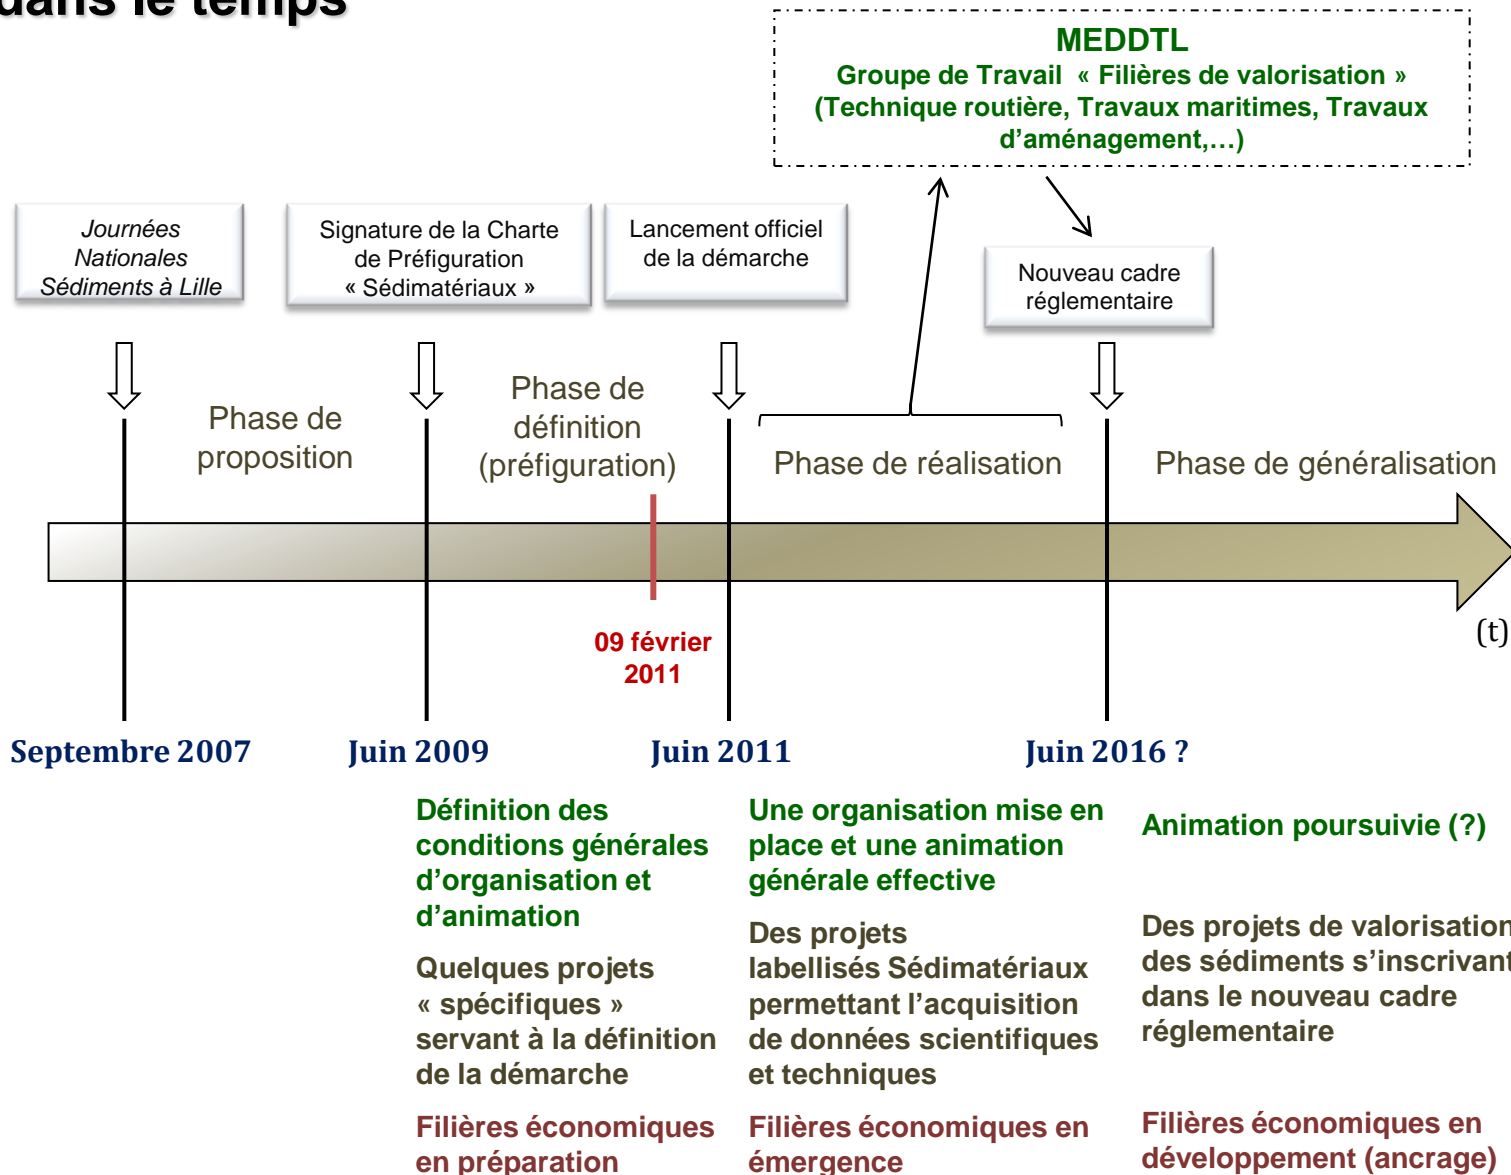 dans le temps
MEDDTL
Groupe de Travail « Filières de valorisation »
(Technique routière, Travaux maritimes, Travaux
d’aménagement,…)
Journées
Nationales
Sédiments à Lille
Signature de la Charte
de Préfiguration
« Sédimatériaux »
Lancement officiel
de la démarche
Nouveau cadre
réglementaire
Phase de
proposition
Phase de
définition
(préfiguration)
Phase de réalisation
Phase de généralisation
(t)
09 février
2011
Septembre 2007
Juin 2009
Juin 2011
Juin 2016 ?
Définition des
conditions générales
d’organisation et
d’animation
Quelques projets
« spécifiques »
servant à la définition
de la démarche
Filières économiques
en préparation
Une organisation mise en
place et une animation
générale effective
Des projets
labellisés Sédimatériaux
permettant l’acquisition
de données scientifiques
et techniques
Filières économiques en
émergence
Animation poursuivie (?)
Des projets de valorisation
des sédiments s’inscrivant
dans le nouveau cadre
réglementaire
Filières économiques en
développement (ancrage)